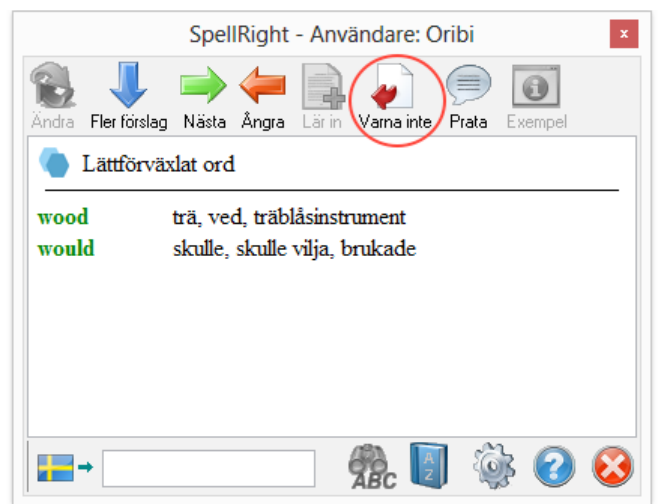 SpellRight - Användare: Oribi
x
Ändra Fler förslag Nästa Ångra Lär in Varna inte Prata Exempel
Lättförväxlat ord
wood trä, ved, träblåsinstrument
would skulle, skulle vilja, brukade
ABC A Z ?